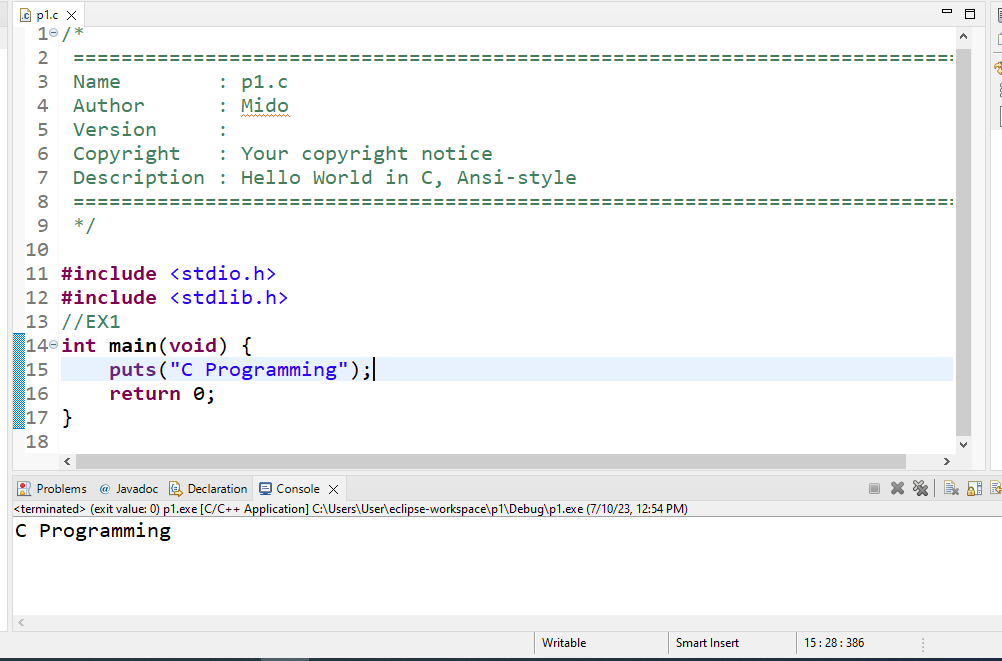 p1.c
1 /*
2 ==========================================================================
3 Name        : p1.c
4 Author      : Mido
5 Version     :
6 Copyright   : Your copyright notice
7 Description : Hello World in C, Ansi-style
8 ==========================================================================
9 */
10
11 #include <stdio.h>
12 #include <stdlib.h>
13 //EX1
14 int main(void) {
15     puts("C Programming");
16     return 0;
17 }
18
Problems @ Javadoc Declaration Console
<terminated> (exit value: 0) p1.exe [C/C++ Application] C:\Users\User\eclipse-workspace\p1\Debug\p1.exe (7/10/23, 12:54 PM)
C Programming
Writable Smart Insert 15 : 28 : 386